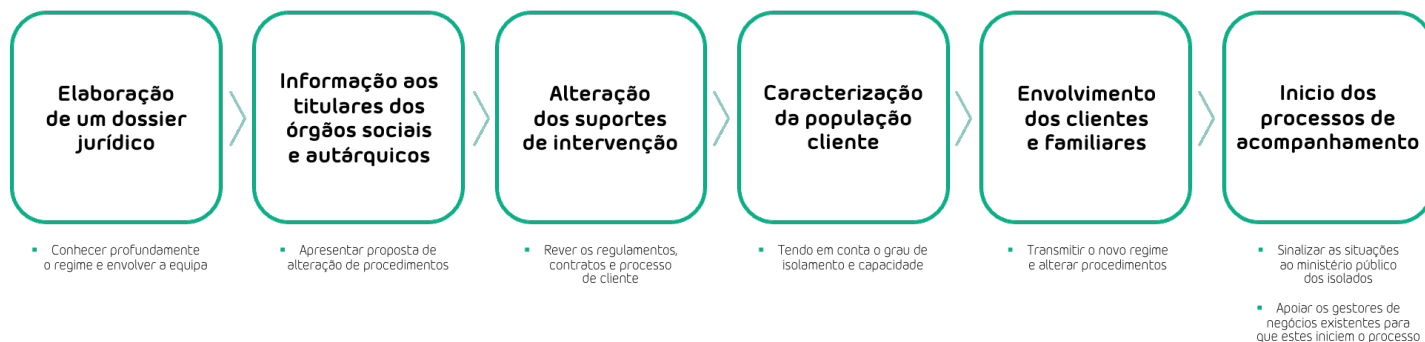 Elaboração
de um dossier
jurídico
Informação aos
titulares dos
órgãos sociais
e autárquicos
Alteração
dos suportes
de intervenção
Caracterização
da população
cliente
Envolvimento
dos clientes
e familiares
Inicio dos
processos de
acompanhamento
Conhecer profundamente
o regime e envolver a equipa
Apresentar proposta de
alteração de procedimentos
Rever os regulamentos,
contratos e processo
de cliente
Tendo em conta o grau de
isolamento e capacidade
Transmitir o novo regime
e alterar procedimentos
Sinalizar as situações
ao ministério público
dos isolados
Apoiar os gestores de
negócios existentes para
que estes iniciem o processo